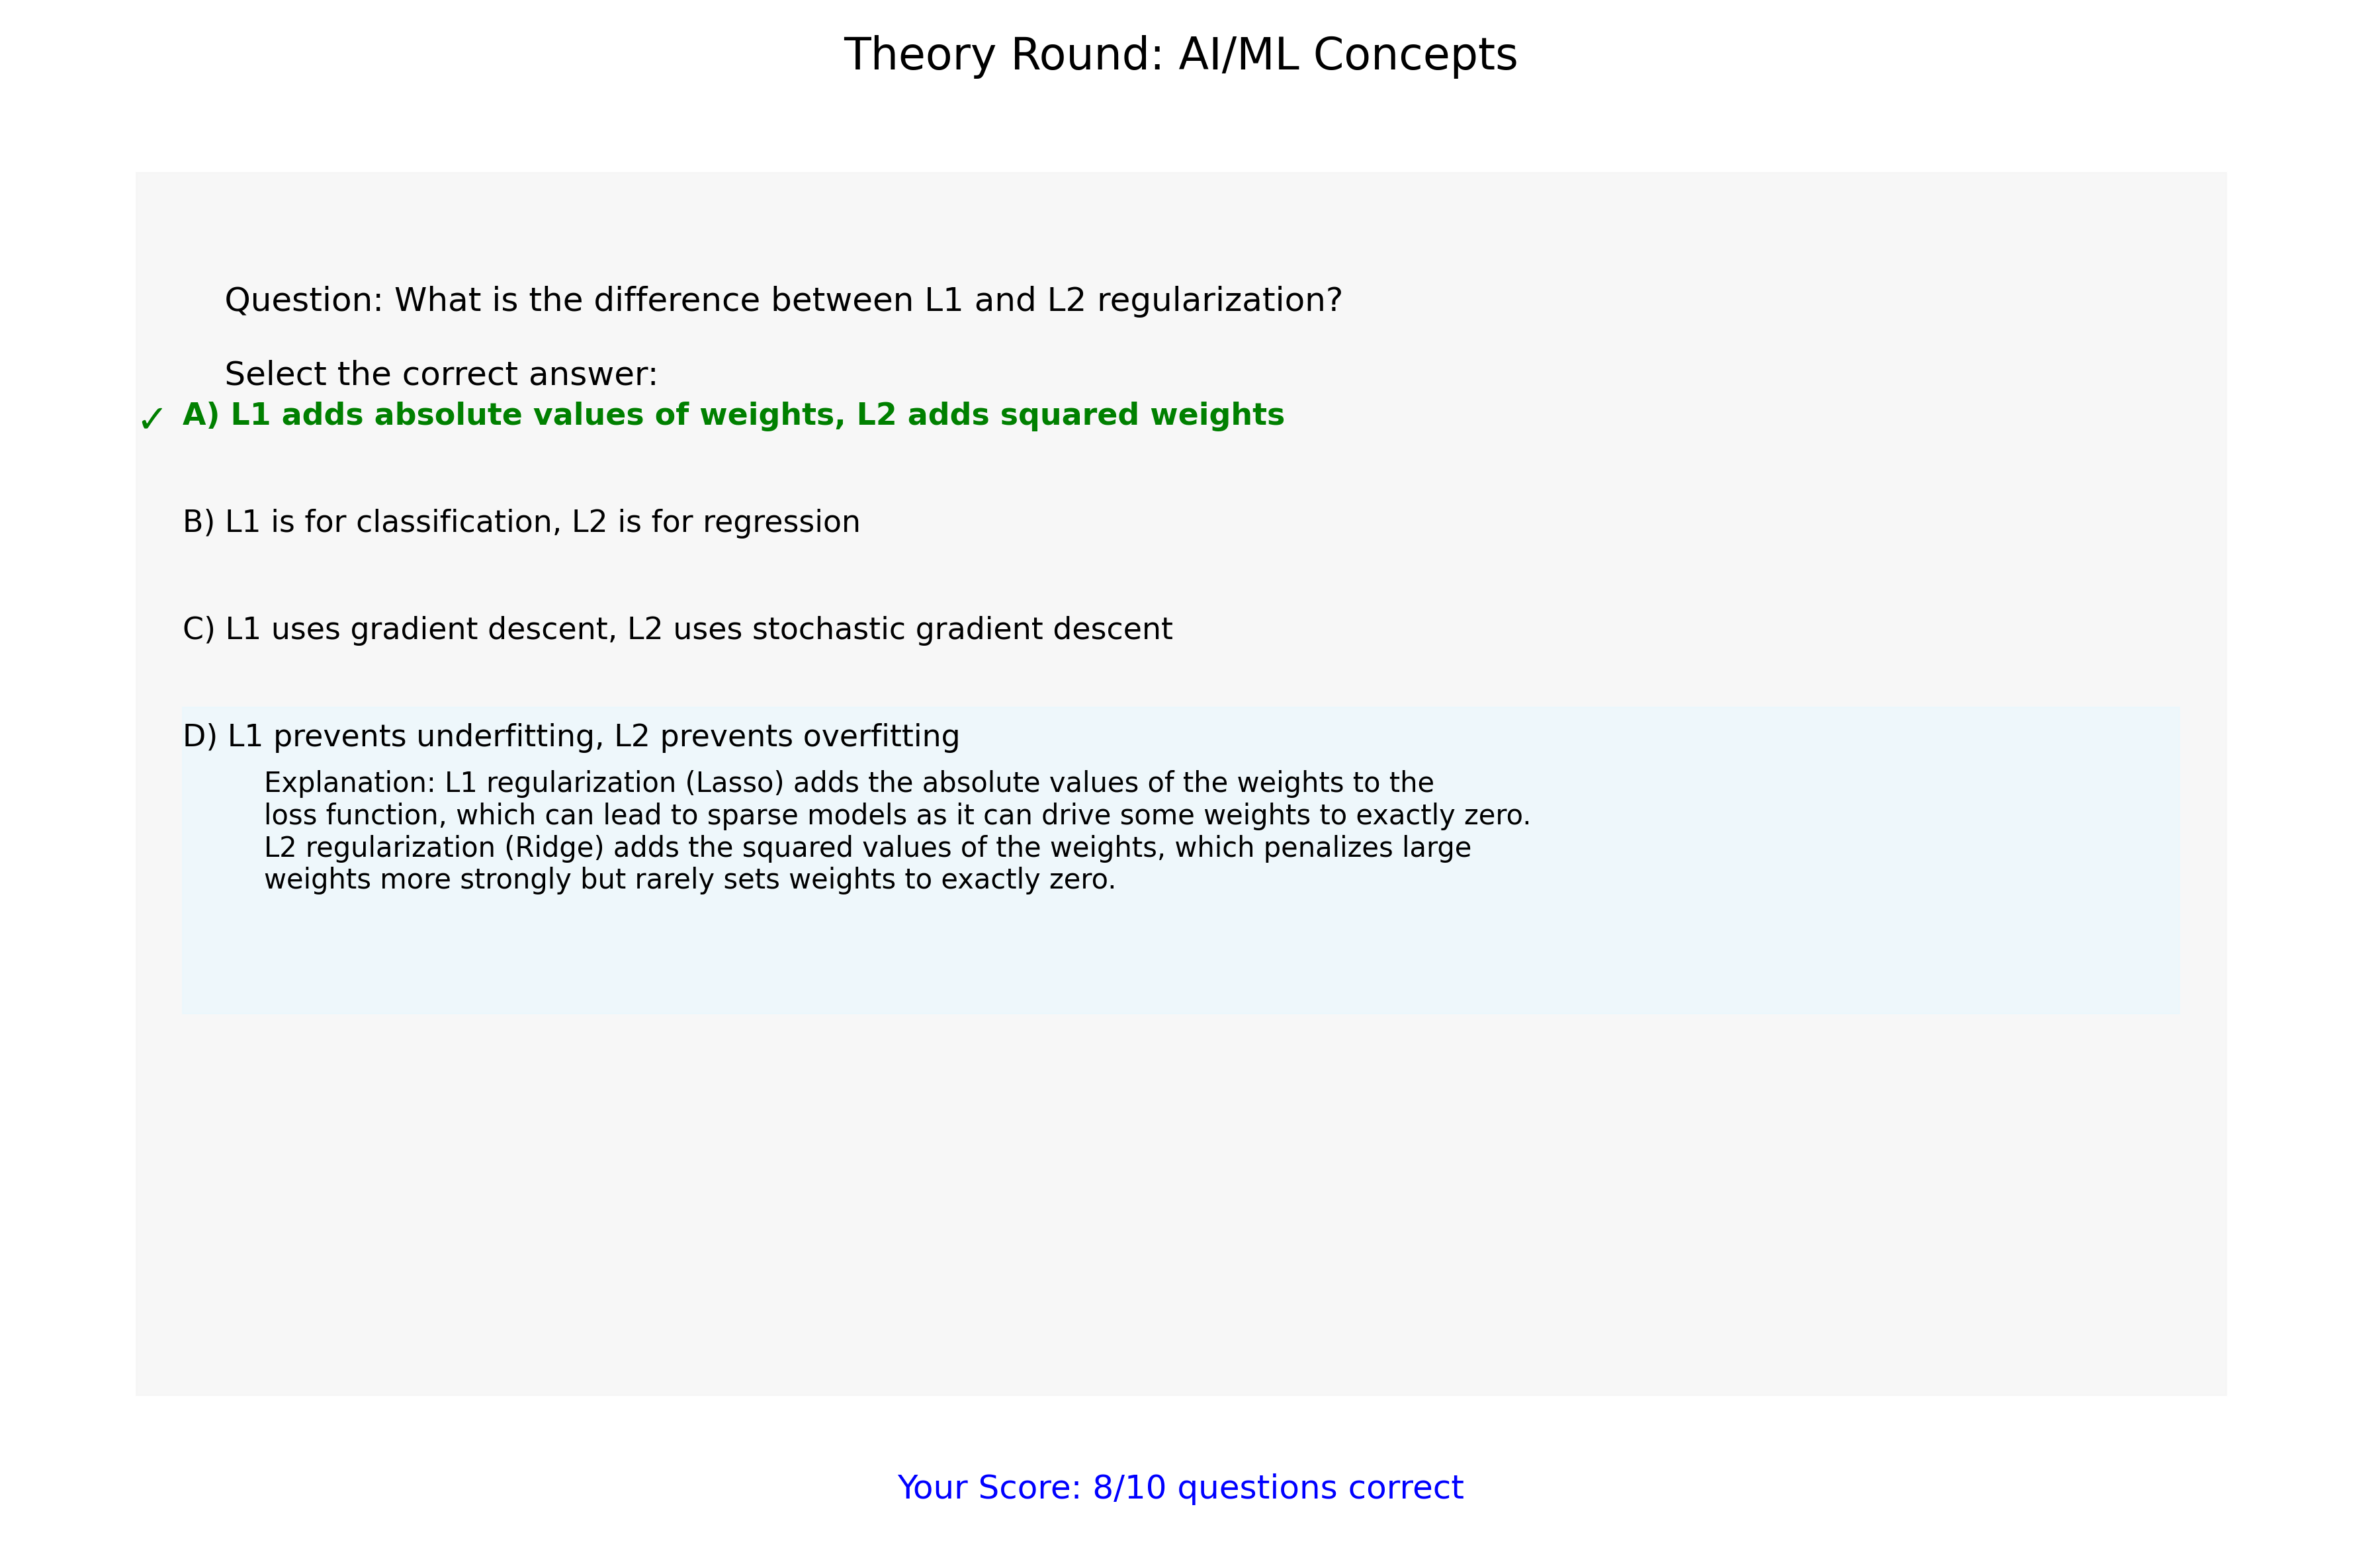 Theory Round: AI/ML Concepts
Question: What is the difference between L1 and L2 regularization?
Select the correct answer:
✓ A) L1 adds absolute values of weights, L2 adds squared weights
B) L1 is for classification, L2 is for regression
C) L1 uses gradient descent, L2 uses stochastic gradient descent
D) L1 prevents underfitting, L2 prevents overfitting
Explanation: L1 regularization (Lasso) adds the absolute values of the weights to the
loss function, which can lead to sparse models as it can drive some weights to exactly zero.
L2 regularization (Ridge) adds the squared values of the weights, which penalizes large
weights more strongly but rarely sets weights to exactly zero.
Your Score: 8/10 questions correct